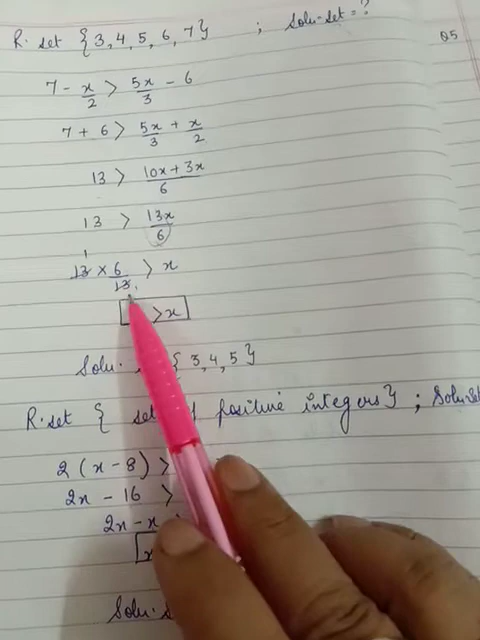 R. set {3, 4, 5, 6, 7} ; Solu-set = ?
Q5
7 - x/2 > 5x/3 - 6
7 + 6 > 5x/3 + x/2
13 > (10x + 3x)/6
13 > 13x/6
13 × 6/13 > x
> x
Solu. {3, 4, 5}
R. set { set positive integers} ; Solu-Set
2(x - 8) >
2x - 16 >
2x - x
x
Solu. S